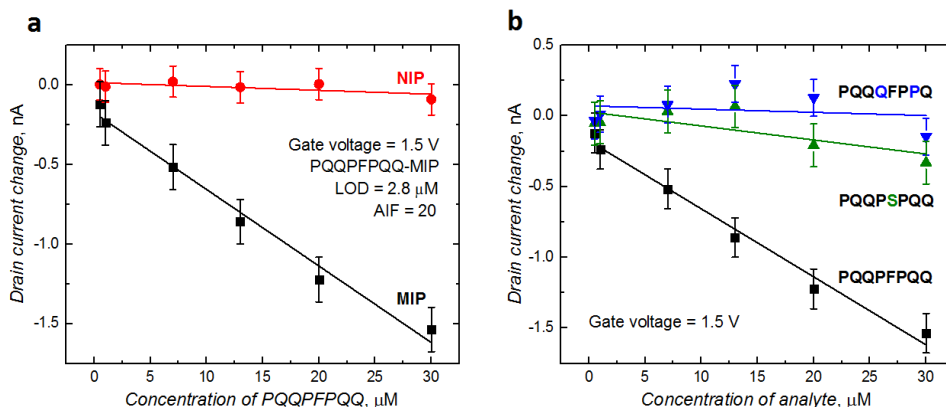 a
Drain current change, nA
0.0
-0.5
-1.0
-1.5
NIP
Gate voltage = 1.5 V
PQQPFPQQ-MIP
LOD = 2.8 μM
AIF = 20
MIP
0 5 10 15 20 25 30
Concentration of PQQPFPQQ, μM
b
Drain current change, nA
0.5
0.0
-0.5
-1.0
-1.5
PQQQFPPQ
PQQPSPQQ
PQQPFPQQ
Gate voltage = 1.5 V
0 5 10 15 20 25 30
Concentration of analyte, μM